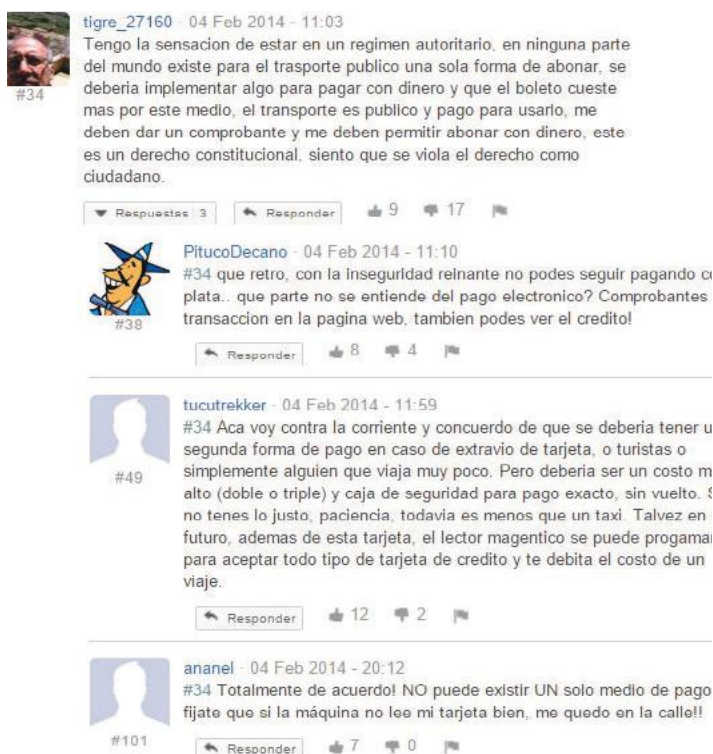 tigre_27160 · 04 Feb 2014 - 11:03
Tengo la sensacion de estar en un regimen autoritario, en ninguna parte
del mundo existe para el trasporte publico una sola forma de abonar, se
deberia implementar algo para pagar con dinero y que el boleto cueste
mas por este medio, el transporte es publico y pago para usarlo, me
deben dar un comprobante y me deben permitir abonar con dinero, este
es un derecho constitucional, siento que se viola el derecho como
ciudadano.
#34
Respuestas 3 Responder 9 17
PitucoDecano · 04 Feb 2014 - 11:10
#34 que retro, con la inseguridad reinante no podes seguir pagando
plata.. que parte no se entiende del pago electronico? Comprobantes
transaccion en la pagina web, tambien podes ver el credito!
#38
Responder 8 4
tucutrekker · 04 Feb 2014 - 11:59
#34 Aca voy contra la corriente y concuerdo de que se deberia tener
segunda forma de pago en caso de extravio de tarjeta, o turistas o
simplemente alguien que viaja muy poco. Pero deberia ser un costo
alto (doble o triple) y caja de seguridad para pago exacto, sin vuelto.
no tenes lo justo, paciencia, todavia es menos que un taxi. Talvez en
futuro, ademas de esta tarjeta, el lector magentico se puede progamar
para aceptar todo tipo de tarjeta de credito y te debita el costo de un
viaje.
#49
Responder 12 2
ananel · 04 Feb 2014 - 20:12
#34 Totalmente de acuerdo! NO puede existir UN solo medio de pago
fijate que si la máquina no lee mi tarjeta bien, me quedo en la calle!!
#101
Responder 7 0